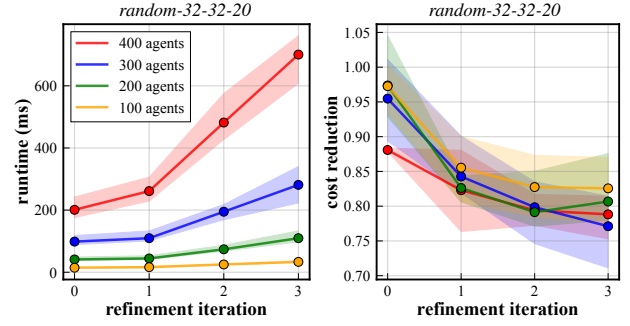 random-32-32-20
600
400
200
0
runtime (ms)
400 agents
300 agents
200 agents
100 agents
0 1 2 3
refinement iteration
random-32-32-20
1.05
1.00
0.95
0.90
0.85
0.80
0.75
0.70
cost reduction
0 1 2 3
refinement iteration